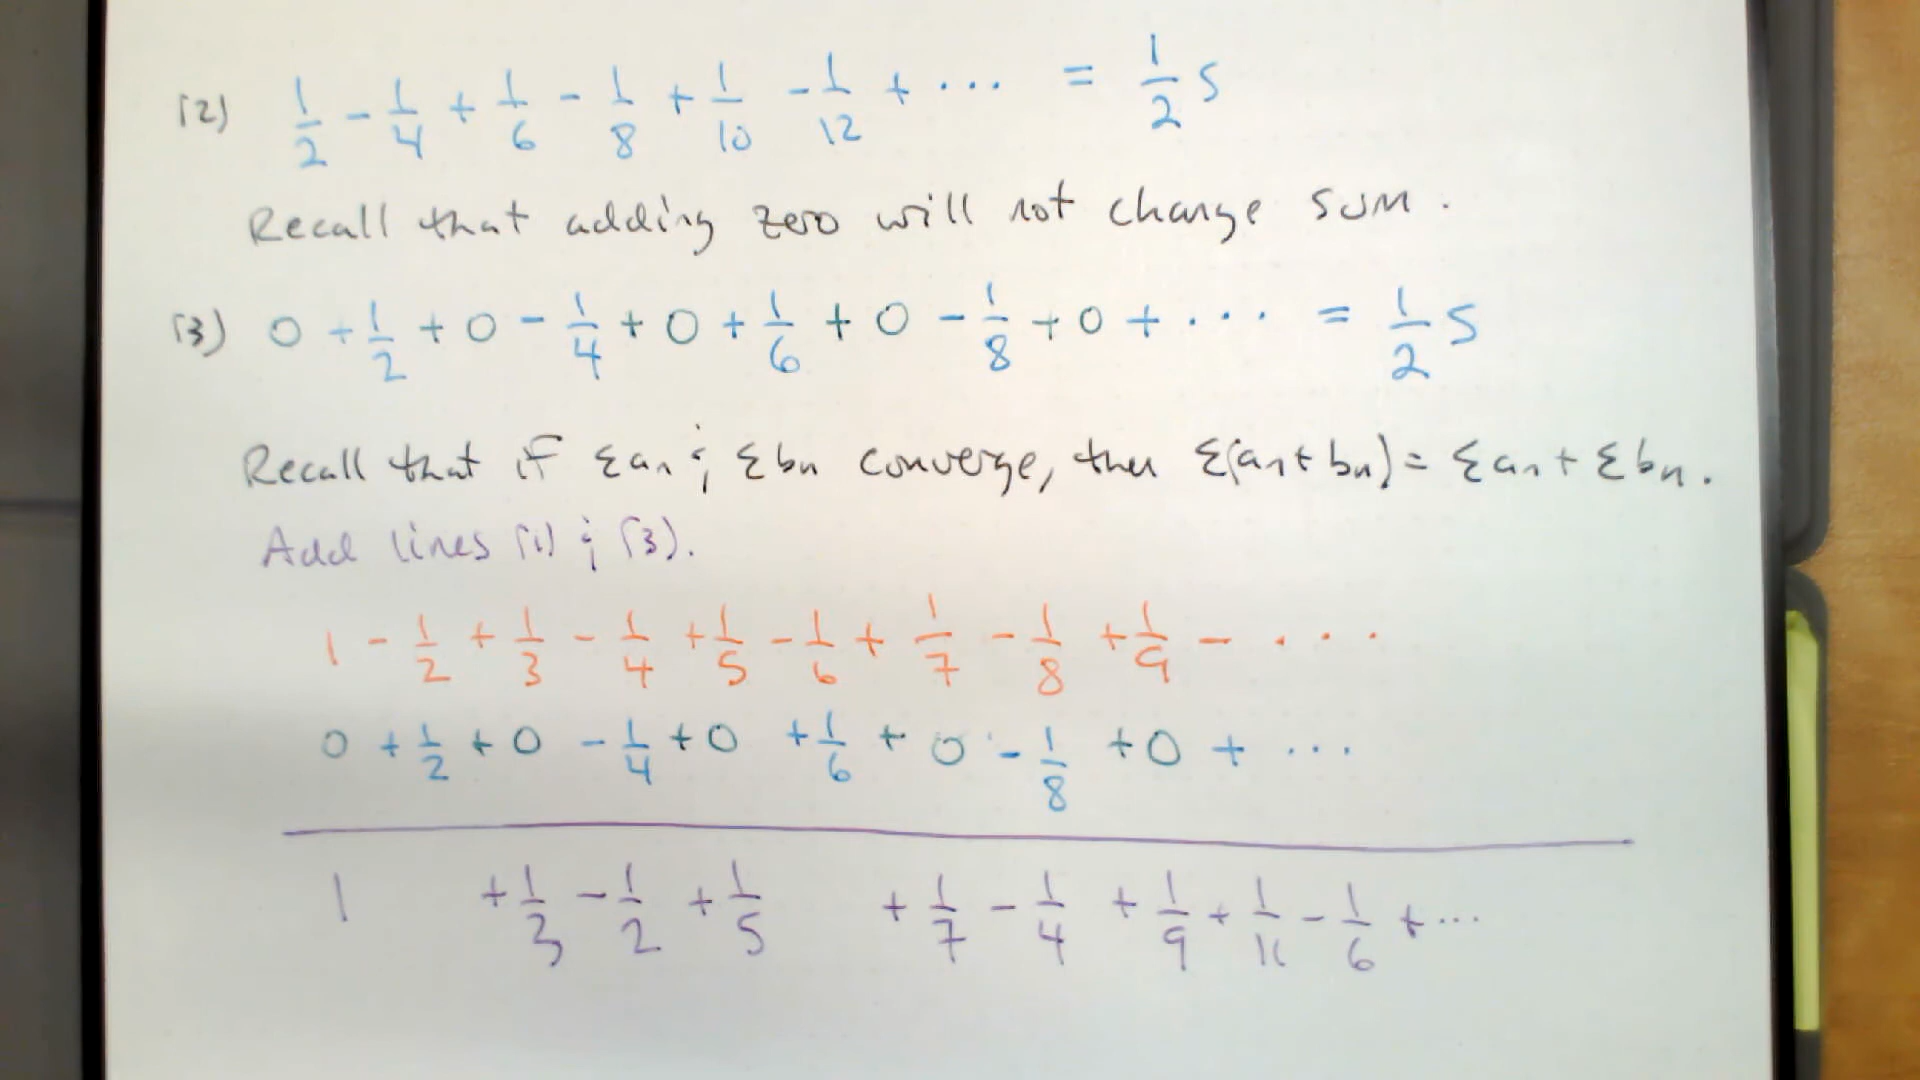 (2) 1/2 - 1/4 + 1/6 - 1/8 + 1/10 - 1/12 + ... = 1/2 S
Recall that adding zero will not change sum.
(3) 0 + 1/2 + 0 - 1/4 + 0 + 1/6 + 0 - 1/8 + 0 + ... = 1/2 S
Recall that if Σan & Σbn converge, then Σ(an + bn) = Σan + Σbn.
Add lines (1) & (3).
1 - 1/2 + 1/3 - 1/4 + 1/5 - 1/6 + 1/7 - 1/8 + 1/9 - ...
0 + 1/2 + 0 - 1/4 + 0 + 1/6 + 0 - 1/8 + 0 + ...
1 + 1/3 - 1/2 + 1/5 + 1/7 - 1/4 + 1/9 + 1/11 - 1/6 + ...